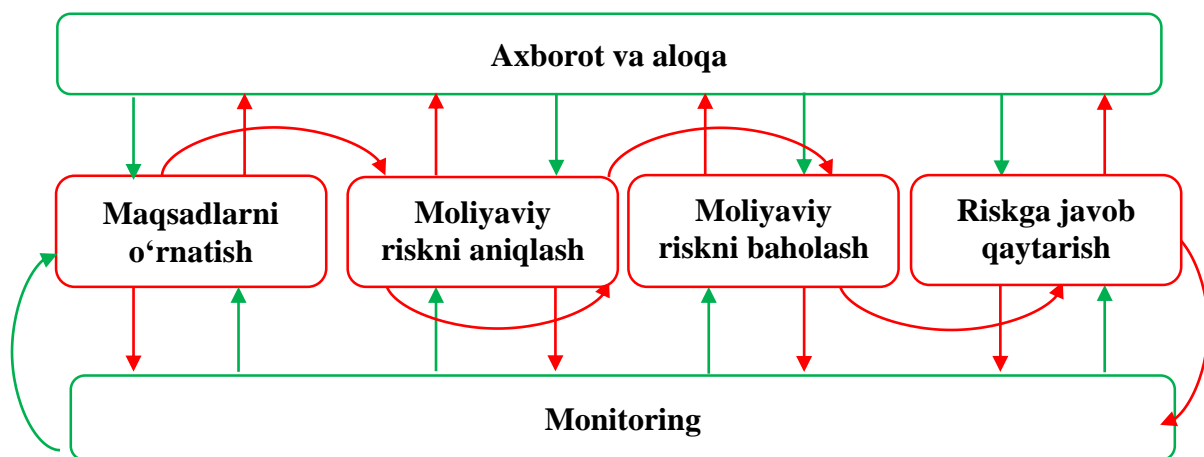 Axborot va aloqa
Maqsadlarni
o‘rnatish
Moliyaviy
riskni aniqlash
Moliyaviy
riskni baholash
Riskga javob
qaytarish
Monitoring